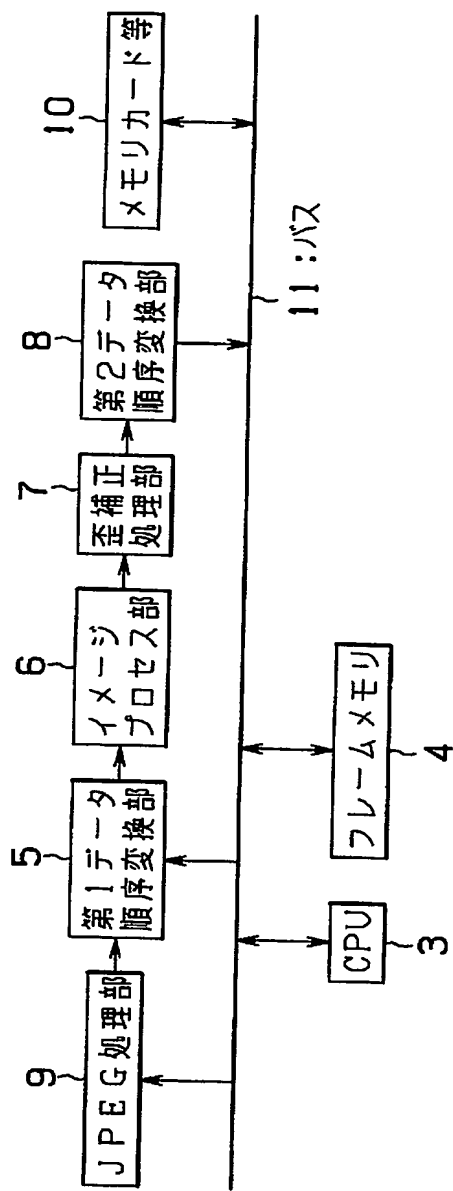 9
JPEG処理部
5
第1データ
順序変換部
6
イメージ
プロセス部
7
歪補正
処理部
8
第2データ
順序変換部
10
メモリカード等
11:バス
CPU
3
フレームメモリ
4